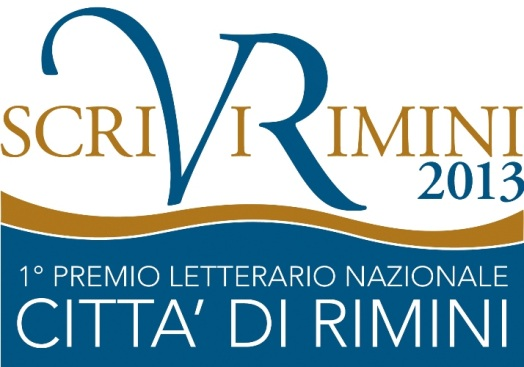 SCRIVIRIMINI
2013
1° PREMIO LETTERARIO NAZIONALE
CITTA' DI RIMINI